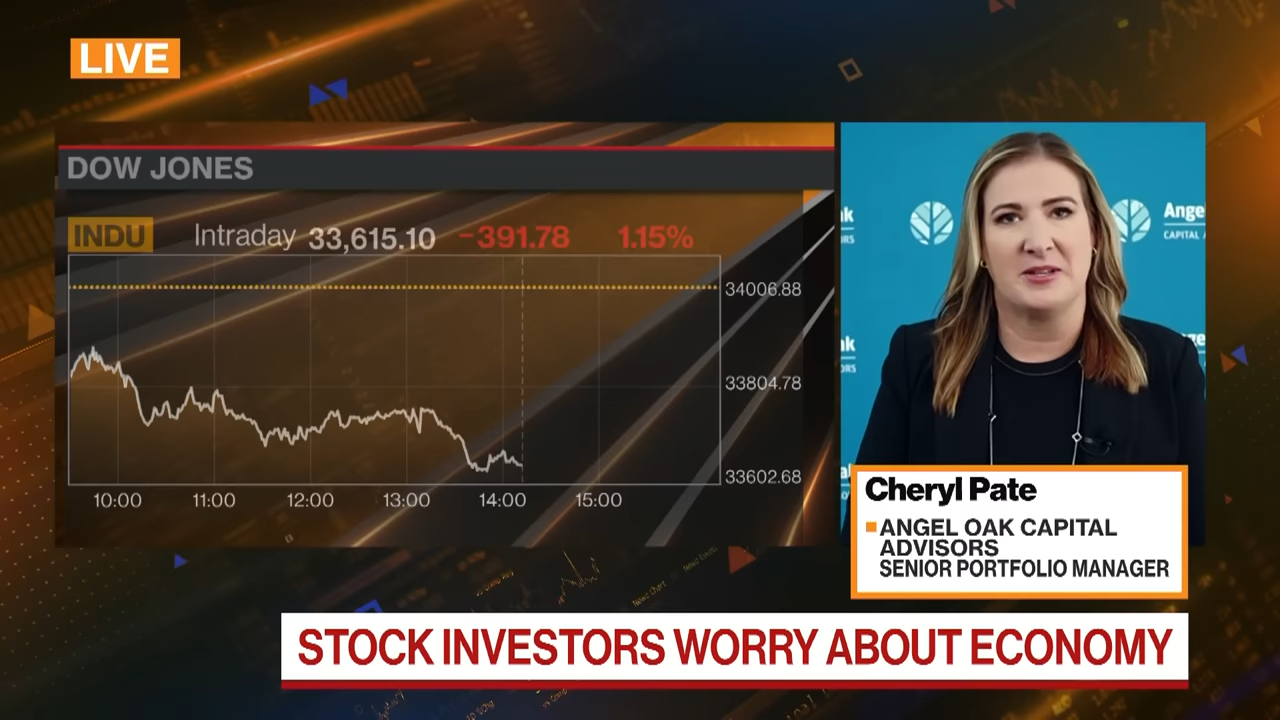 LIVE
DOW JONES
INDU Intraday 33,615.10 -391.78 1.15%
34006.88
33804.78
33602.68
10:00 11:00 12:00 13:00 14:00 15:00
Ange
CAPITAL
Cheryl Pate
ANGEL OAK CAPITAL
ADVISORS
SENIOR PORTFOLIO MANAGER
STOCK INVESTORS WORRY ABOUT ECONOMY